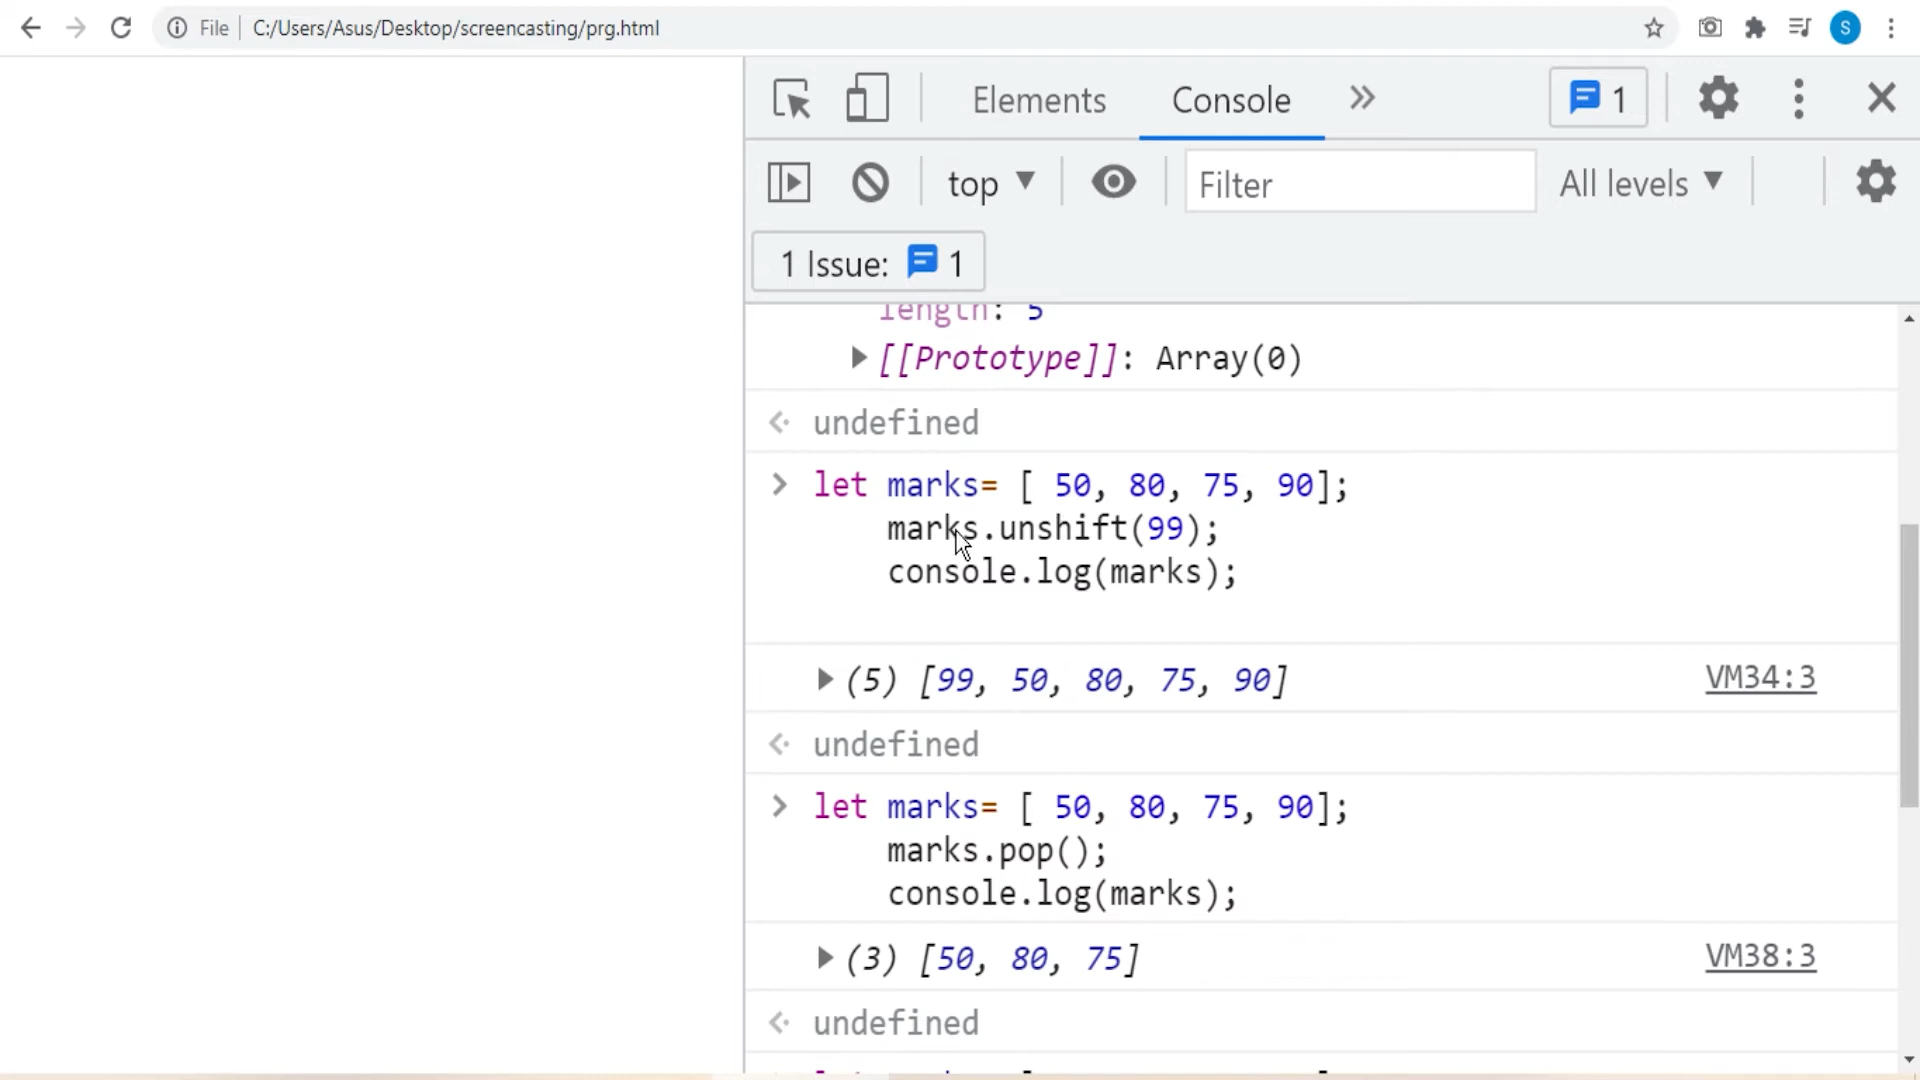 File C:/Users/Asus/Desktop/screencasting/prg.html S
Elements Console 1
top Filter All levels
1 Issue: 1
length: 5
[[Prototype]]: Array(0)
undefined
let marks= [ 50, 80, 75, 90];
marks.unshift(99);
console.log(marks);
(5) [99, 50, 80, 75, 90] VM34:3
undefined
let marks= [ 50, 80, 75, 90];
marks.pop();
console.log(marks);
(3) [50, 80, 75] VM38:3
undefined